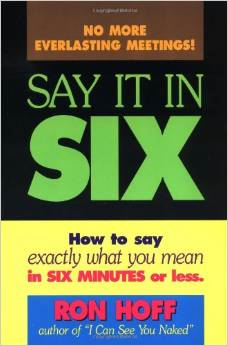 NO MORE
EVERLASTING MEETINGS!
SAY IT IN
SIX
How to say
exactly what you mean
in SIX MINUTES or less.
RON HOFF
author of "I Can See You Naked"